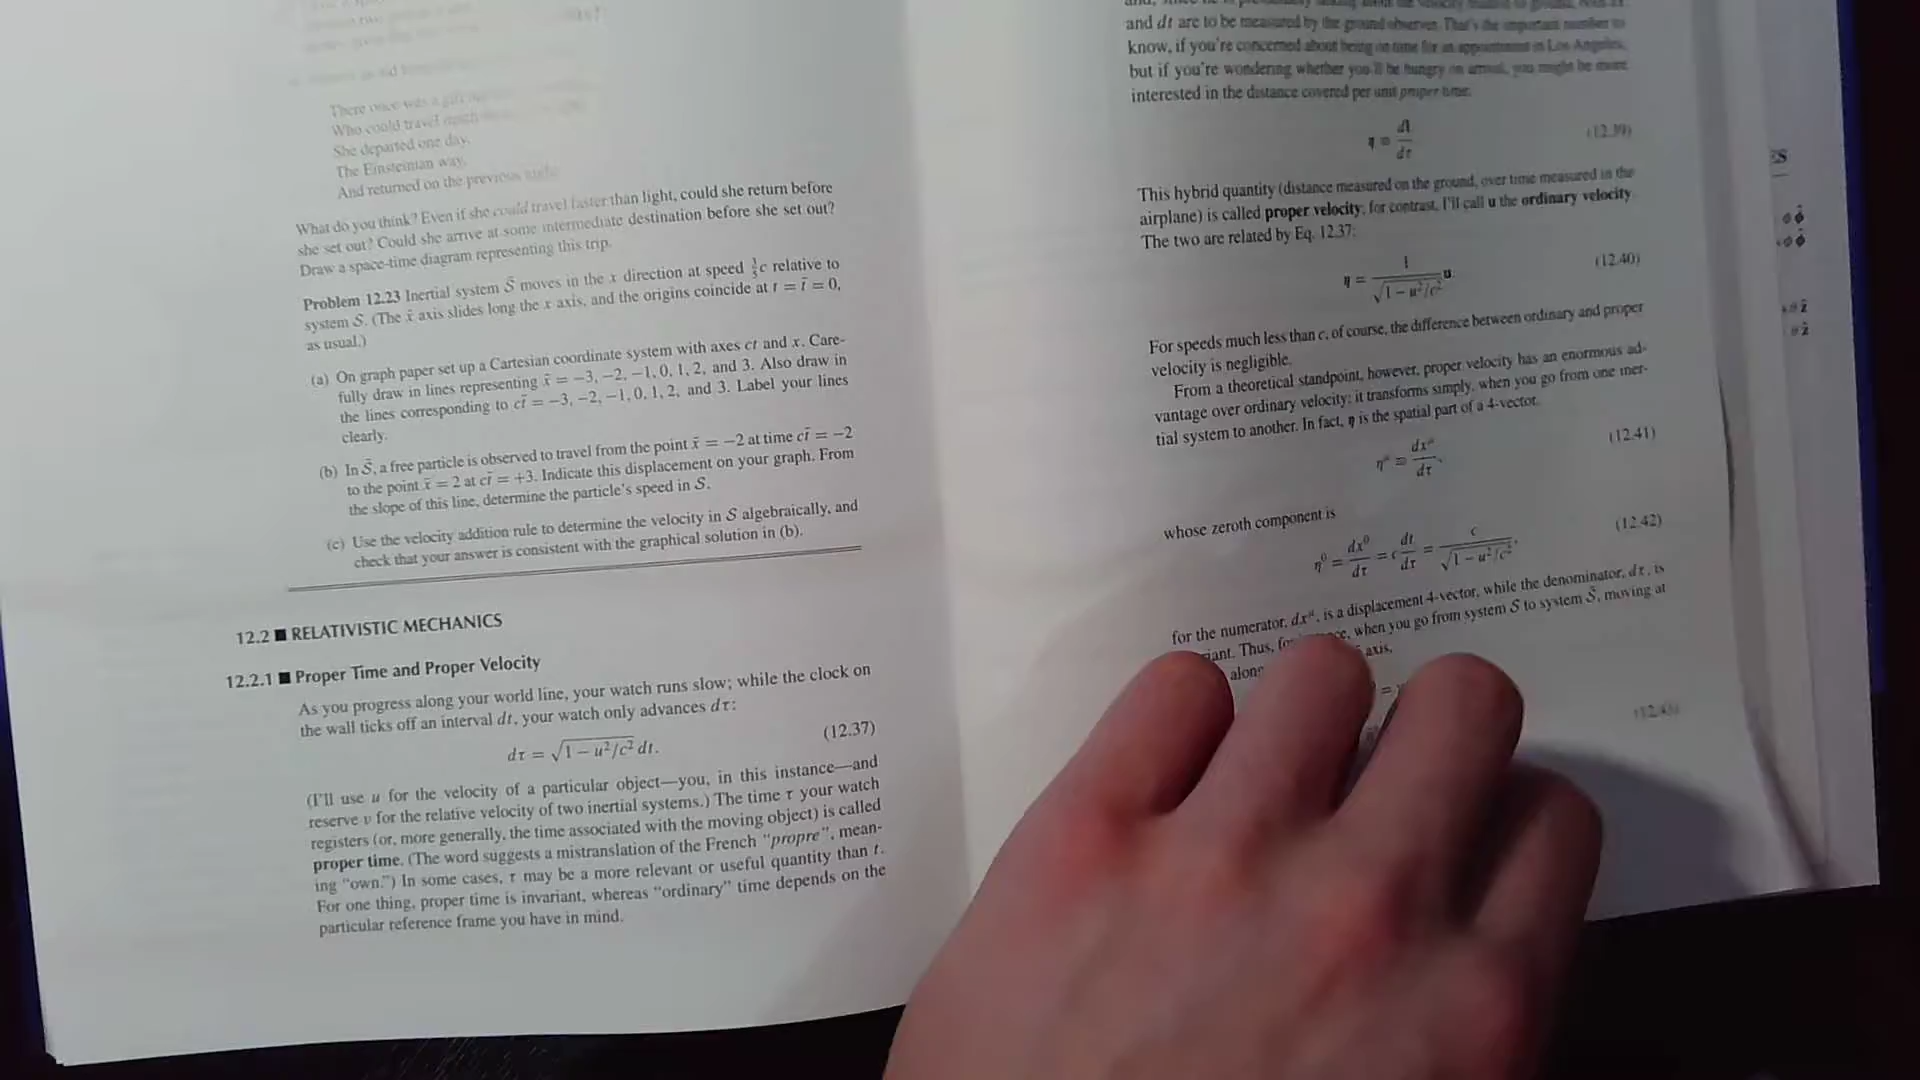 There once was a
Who could travel much
She departed one day,
The Einsteinian way,
And returned on the previous night.
What do you think? Even if she could travel faster than light, could she return before
she set out? Could she arrive at some intermediate destination before she set out?
Draw a space-time diagram representing this trip.
Problem 12.23 Inertial system S̄ moves in the x direction at speed c relative to
system S. (The x̄ axis slides long the x axis, and the origins coincide at t = t̄ = 0,
as usual.)
(a) On graph paper set up a Cartesian coordinate system with axes ct and x. Care-
fully draw in lines representing x̄ = −3, −2, −1, 0, 1, 2, and 3. Also draw in
the lines corresponding to ct̄ = −3, −2, −1, 0, 1, 2, and 3. Label your lines
clearly.
(b) In S̄, a free particle is observed to travel from the point x̄ = −2 at time ct̄ = −2
to the point x̄ = 2 at ct̄ = +3. Indicate this displacement on your graph. From
the slope of this line, determine the particle's speed in S.
(c) Use the velocity addition rule to determine the velocity in S algebraically, and
check that your answer is consistent with the graphical solution in (b).
12.2 ■ RELATIVISTIC MECHANICS
12.2.1 ■ Proper Time and Proper Velocity
As you progress along your world line, your watch runs slow; while the clock on
the wall ticks off an interval dt, your watch only advances dτ:
dτ = √1 − u²/c² dt. (12.37)
(I'll use u for the velocity of a particular object—you, in this instance—and
reserve v for the relative velocity of two inertial systems.) The time τ your watch
registers (or, more generally, the time associated with the moving object) is called
proper time. (The word suggests a mistranslation of the French "propre", mean-
ing "own.") In some cases, τ may be a more relevant or useful quantity than t.
For one thing, proper time is invariant, whereas "ordinary" time depends on the
particular reference frame you have in mind.
and dt are to be measured by the ground observer. That's the important number to
know, if you're concerned about being on time for an appointment in Los Angeles,
but if you're wondering whether you'll be hungry on arrival, you might be more
interested in the distance covered per unit proper time:
η ≡ dl/dτ (12.39)
This hybrid quantity (distance measured on the ground, over time measured in the
airplane) is called proper velocity; for contrast, I'll call u the ordinary velocity.
The two are related by Eq. 12.37:
η = 1/√1 − u²/c² u. (12.40)
For speeds much less than c, of course, the difference between ordinary and proper
velocity is negligible.
From a theoretical standpoint, however, proper velocity has an enormous ad-
vantage over ordinary velocity: it transforms simply, when you go from one iner-
tial system to another. In fact, η is the spatial part of a 4-vector,
η^μ ≡ dx^μ/dτ, (12.41)
whose zeroth component is
η⁰ = dx⁰/dτ = c dt/dτ = c/√1 − u²/c², (12.42)
for the numerator, dx^μ, is a displacement 4-vector, while the denominator, dτ, is
Thus, when you go from system S to system S̄, moving at
axis,
(12.43)
ES
φ φ̂
φ φ̂
θ ẑ
θ ẑ